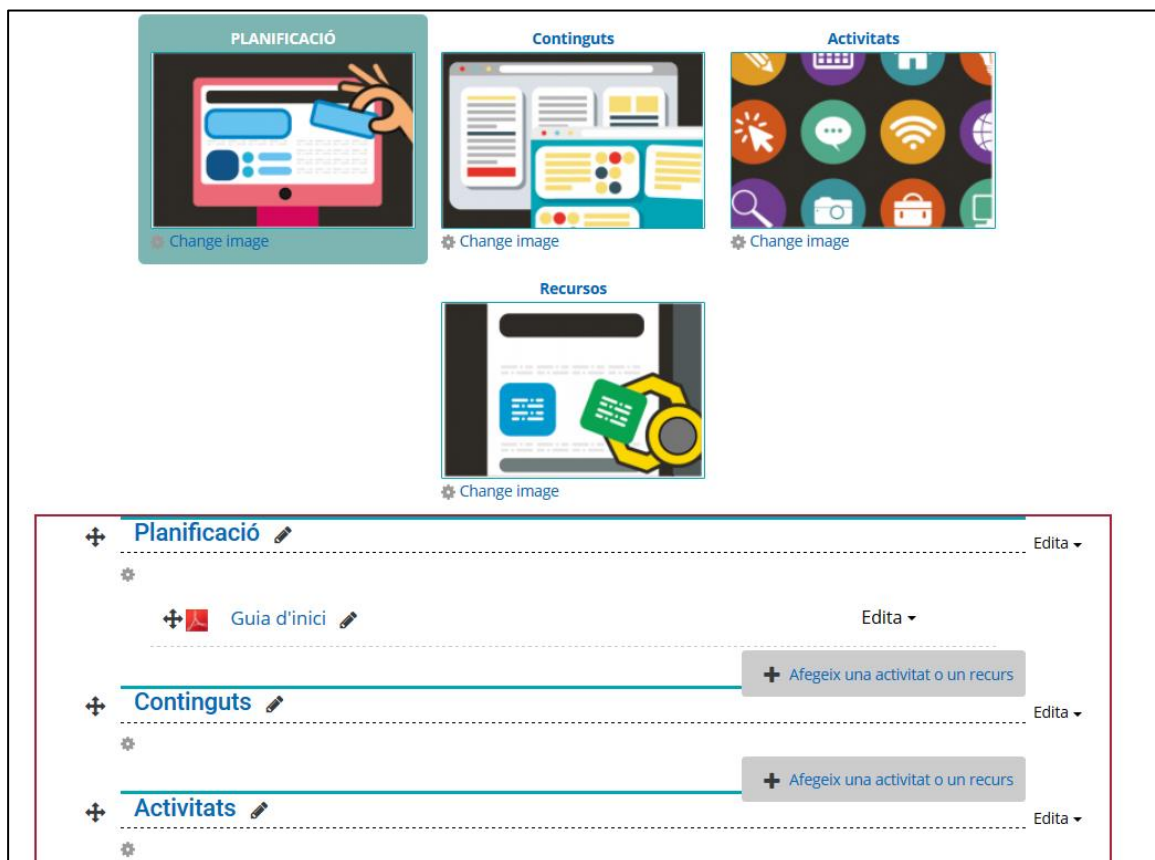 PLANIFICACIÓ Continguts Activitats
Change image Change image Change image
Recursos
Change image
Planificació Edita
Guia d'inici Edita
Afegeix una activitat o un recurs
Continguts Edita
Afegeix una activitat o un recurs
Activitats Edita